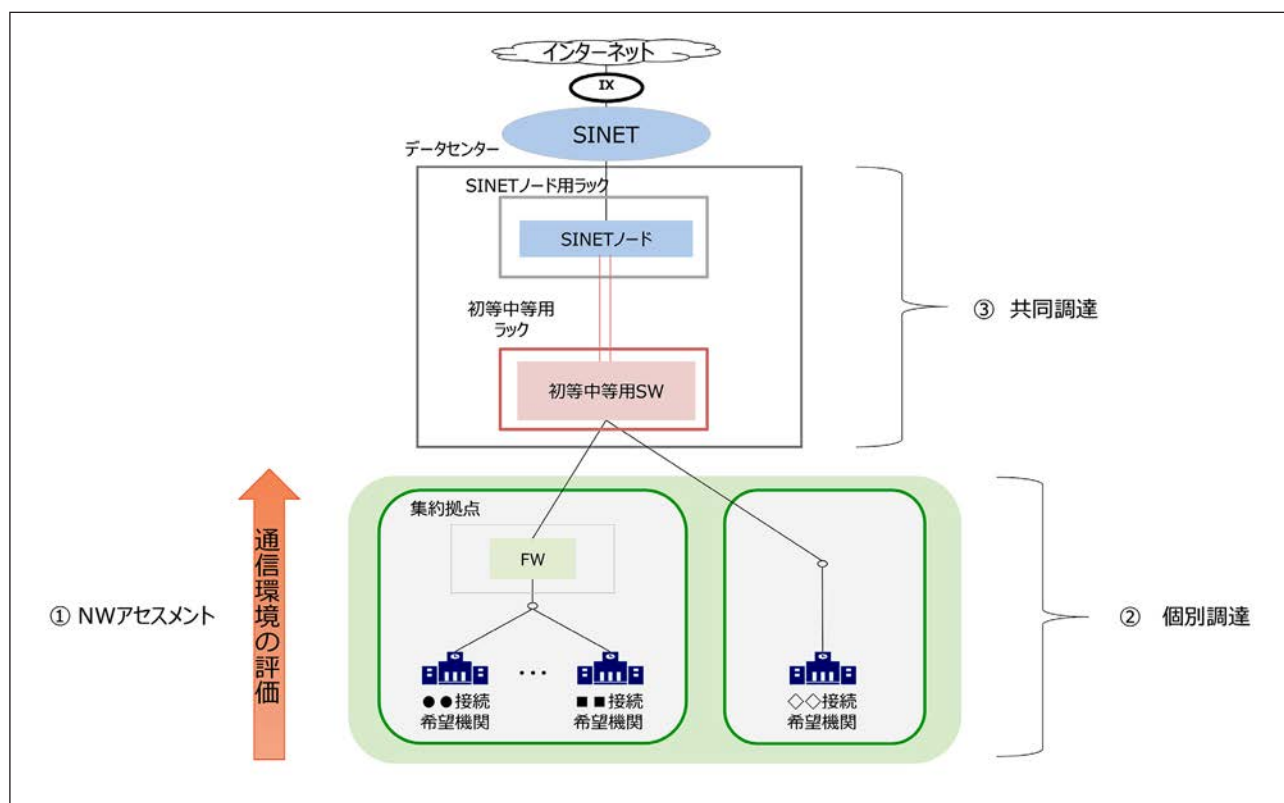 インターネット
IX
SINET
データセンター
SINETノード用ラック
SINETノード
初等中等用
ラック
初等中等用SW
③ 共同調達
集約拠点
FW
通信環境の評価
① NWアセスメント
② 個別調達
・・・
●●接続
希望機関
■■接続
希望機関
◇◇接続
希望機関